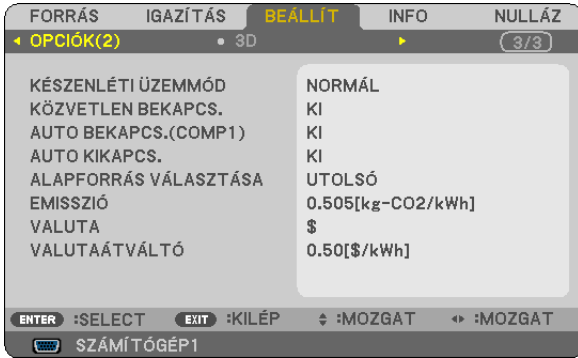 FORRÁS IGAZÍTÁS BEÁLLÍT INFO NULLÁZ
OPCIÓK(2) • 3D 3/3
KÉSZENLÉTI ÜZEMMÓD NORMÁL
KÖZVETLEN BEKAPCS. KI
AUTO BEKAPCS.(COMP1) KI
AUTO KIKAPCS. KI
ALAPFORRÁS VÁLASZTÁSA UTOLSÓ
EMISSZIÓ 0.505[kg-CO2/kWh]
VALUTA $
VALUTAÁTVÁLTÓ 0.50[$/kWh]
ENTER :SELECT EXIT :KILÉP :MOZGAT :MOZGAT
SZÁMÍTÓGÉP1